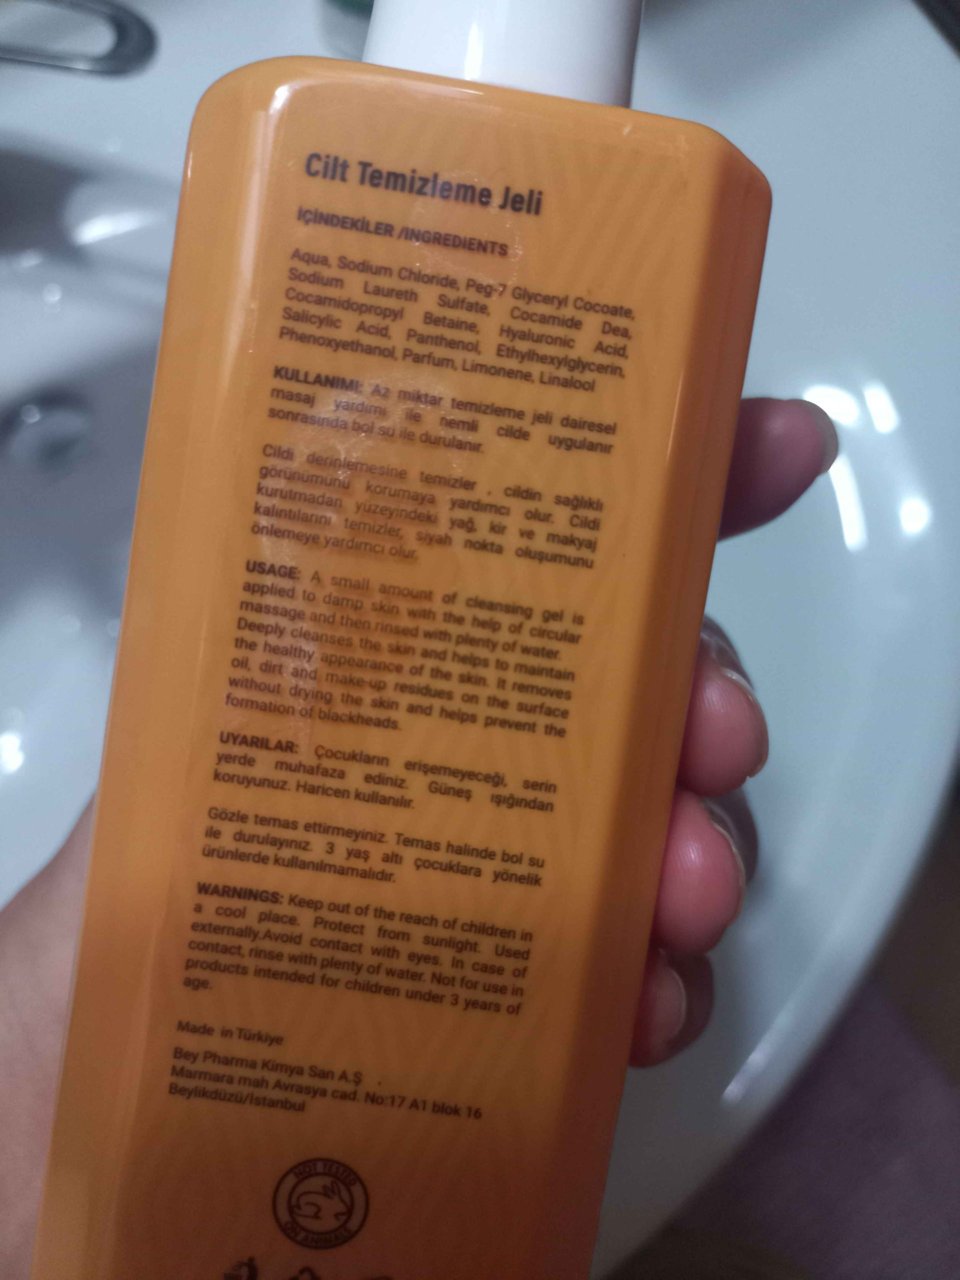 Cilt Temizleme Jeli
İÇİNDEKİLER /INGREDIENTS
Aqua, Sodium Chloride, Peg-7 Glyceryl Cocoate,
Sodium Laureth Sulfate, Cocamide Dea,
Cocamidopropyl Betaine, Hyaluronic Acid,
Salicylic Acid, Panthenol, Ethylhexylglycerin,
Phenoxyethanol, Parfum, Limonene, Linalool
KULLANIMI: Az miktar temizleme jeli dairesel
masaj yardımı ile nemli cilde uygulanır
sonrasında bol su ile durulanır.
Cildi derinlemesine temizler , cildin sağlıklı
görünümünü korumaya yardımcı olur. Cildi
kurutmadan yüzeyindeki yağ, kir ve makyaj
kalıntılarını temizler, siyah nokta oluşumunu
önlemeye yardımcı olur.
USAGE: A small amount of cleansing gel is
applied to damp skin with the help of circular
massage and then rinsed with plenty of water.
Deeply cleanses the skin and helps to maintain
the healthy appearance of the skin. it removes
oil, dirt and make-up residues on the surface
without drying the skin and helps prevent the
formation of blackheads.
UYARILAR: Çocukların erişemeyeceği, serin
yerde muhafaza ediniz. Güneş ışığından
koruyunuz. Haricen kullanılır.
Gözle temas ettirmeyiniz. Temas halinde bol su
ile durulayınız. 3 yaş altı çocuklara yönelik
ürünlerde kullanılmamalıdır.
WARNINGS: Keep out of the reach of children in
a cool place. Protect from sunlight. Used
externally.Avoid contact with eyes. In case of
contact, rinse with plenty of water. Not for use in
products intended for children under 3 years of
age.
Made in Türkiye
Bey Pharma Kimya San A.Ş .
Marmara mah Avrasya cad. No:17 A1 blok 16
Beylikdüzü/İstanbul
NOT TESTED
ON ANIMALS